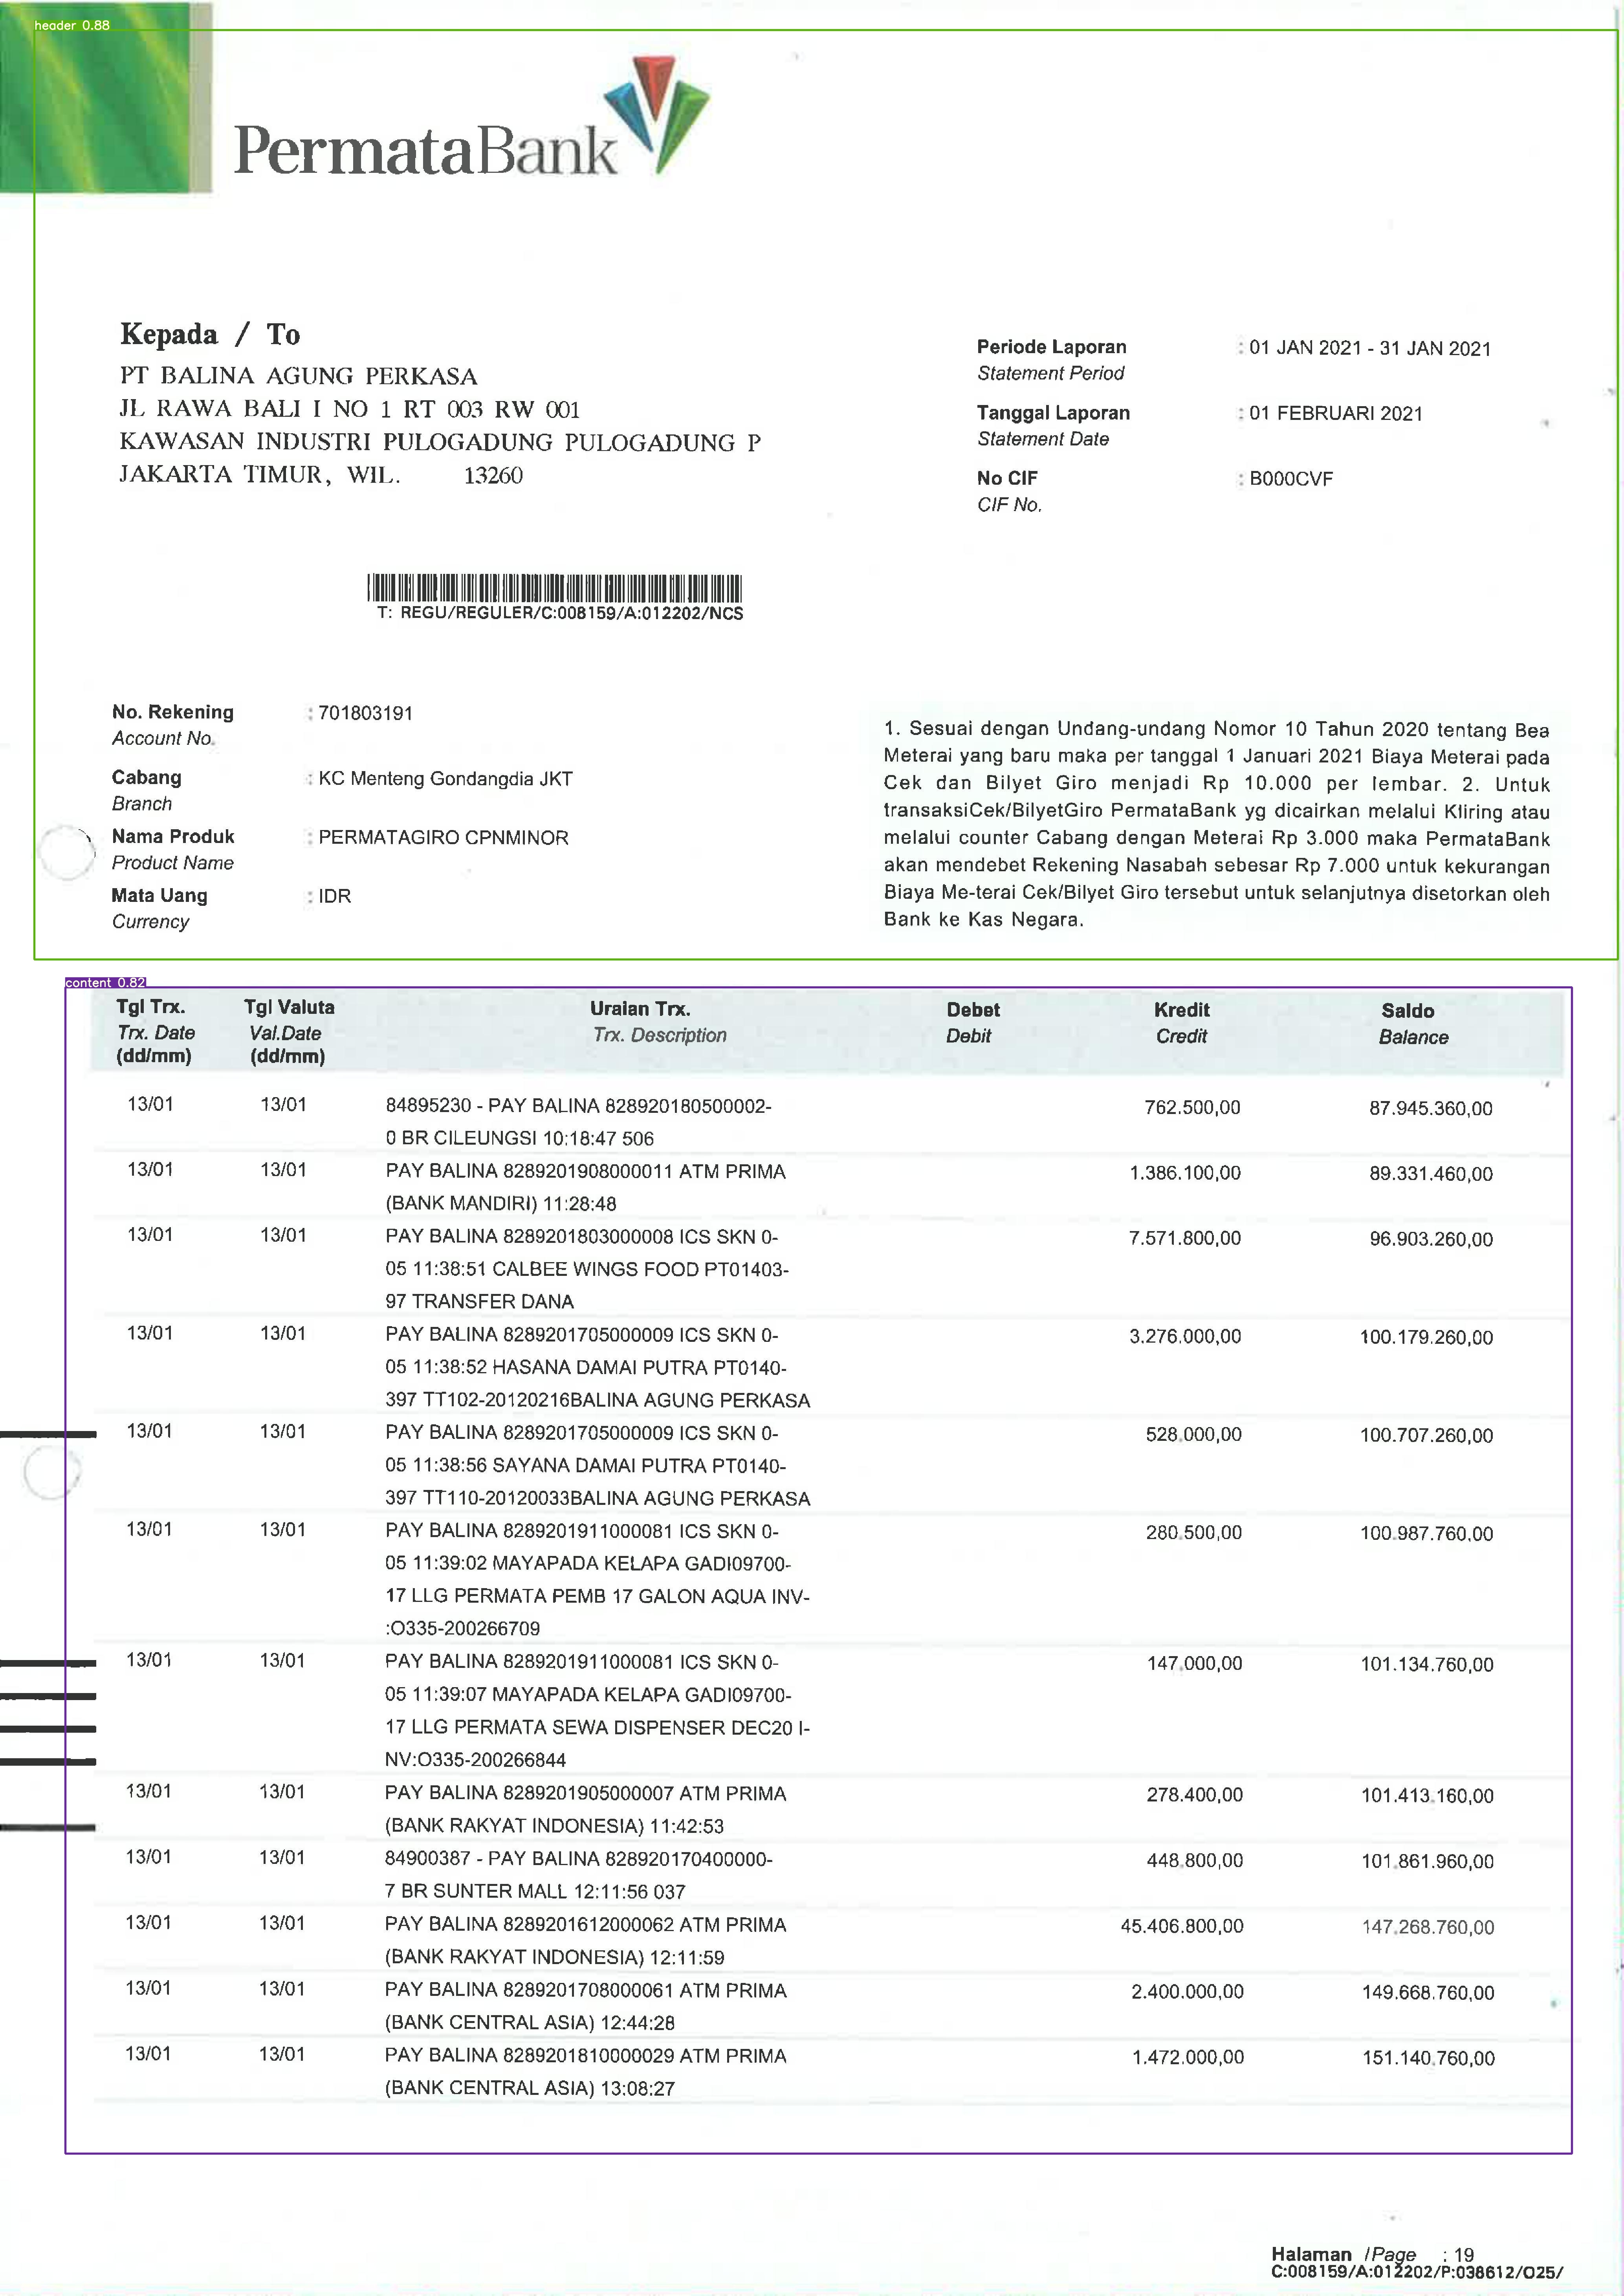 header 0.88
PermataBank
Kepada / To
PT BALINA AGUNG PERKASA
JL RAWA BALI I NO 1 RT 003 RW 001
KAWASAN INDUSTRI PULOGADUNG PULOGADUNG P
JAKARTA TIMUR, WIL. 13260
Periode Laporan : 01 JAN 2021 - 31 JAN 2021
Statement Period
Tanggal Laporan : 01 FEBRUARI 2021
Statement Date
No CIF : B000CVF
CIF No.
T: REGU/REGULER/C:008159/A:012202/NCS
No. Rekening : 701803191
Account No.
Cabang : KC Menteng Gondangdia JKT
Branch
Nama Produk : PERMATAGIRO CPNMINOR
Product Name
Mata Uang : IDR
Currency
1. Sesuai dengan Undang-undang Nomor 10 Tahun 2020 tentang Bea
Meterai yang baru maka per tanggal 1 Januari 2021 Biaya Meterai pada
Cek dan Bilyet Giro menjadi Rp 10.000 per lembar. 2. Untuk
transaksiCek/BilyetGiro PermataBank yg dicairkan melalui Kliring atau
melalui counter Cabang dengan Meterai Rp 3.000 maka PermataBank
akan mendebet Rekening Nasabah sebesar Rp 7.000 untuk kekurangan
Biaya Me-terai Cek/Bilyet Giro tersebut untuk selanjutnya disetorkan oleh
Bank ke Kas Negara.
content 0.82
Tgl Trx. Tgl Valuta Uraian Trx. Debet Kredit Saldo
Trx. Date Val.Date Trx. Description Debit Credit Balance
(dd/mm) (dd/mm)
13/01 13/01 84895230 - PAY BALINA 828920180500002- 762.500,00 87.945.360,00
0 BR CILEUNGSI 10:18:47 506
13/01 13/01 PAY BALINA 8289201908000011 ATM PRIMA 1.386.100,00 89.331.460,00
(BANK MANDIRI) 11:28:48
13/01 13/01 PAY BALINA 8289201803000008 ICS SKN 0- 7.571.800,00 96.903.260,00
05 11:38:51 CALBEE WINGS FOOD PT01403-
97 TRANSFER DANA
13/01 13/01 PAY BALINA 8289201705000009 ICS SKN 0- 3.276.000,00 100.179.260,00
05 11:38:52 HASANA DAMAI PUTRA PT0140-
397 TT102-20120216BALINA AGUNG PERKASA
13/01 13/01 PAY BALINA 8289201705000009 ICS SKN 0- 528.000,00 100.707.260,00
05 11:38:56 SAYANA DAMAI PUTRA PT0140-
397 TT110-20120033BALINA AGUNG PERKASA
13/01 13/01 PAY BALINA 8289201911000081 ICS SKN 0- 280.500,00 100.987.760,00
05 11:39:02 MAYAPADA KELAPA GADI09700-
17 LLG PERMATA PEMB 17 GALON AQUA INV-
:O335-200266709
13/01 13/01 PAY BALINA 8289201911000081 ICS SKN 0- 147.000,00 101.134.760,00
05 11:39:07 MAYAPADA KELAPA GADI09700-
17 LLG PERMATA SEWA DISPENSER DEC20 I-
NV:O335-200266844
13/01 13/01 PAY BALINA 8289201905000007 ATM PRIMA 278.400,00 101.413.160,00
(BANK RAKYAT INDONESIA) 11:42:53
13/01 13/01 84900387 - PAY BALINA 828920170400000- 448.800,00 101.861.960,00
7 BR SUNTER MALL 12:11:56 037
13/01 13/01 PAY BALINA 8289201612000062 ATM PRIMA 45.406.800,00 147.268.760,00
(BANK RAKYAT INDONESIA) 12:11:59
13/01 13/01 PAY BALINA 8289201708000061 ATM PRIMA 2.400.000,00 149.668.760,00
(BANK CENTRAL ASIA) 12:44:28
13/01 13/01 PAY BALINA 8289201810000029 ATM PRIMA 1.472.000,00 151.140.760,00
(BANK CENTRAL ASIA) 13:08:27
Halaman /Page : 19
C:008159/A:012202/P:038612/O25/